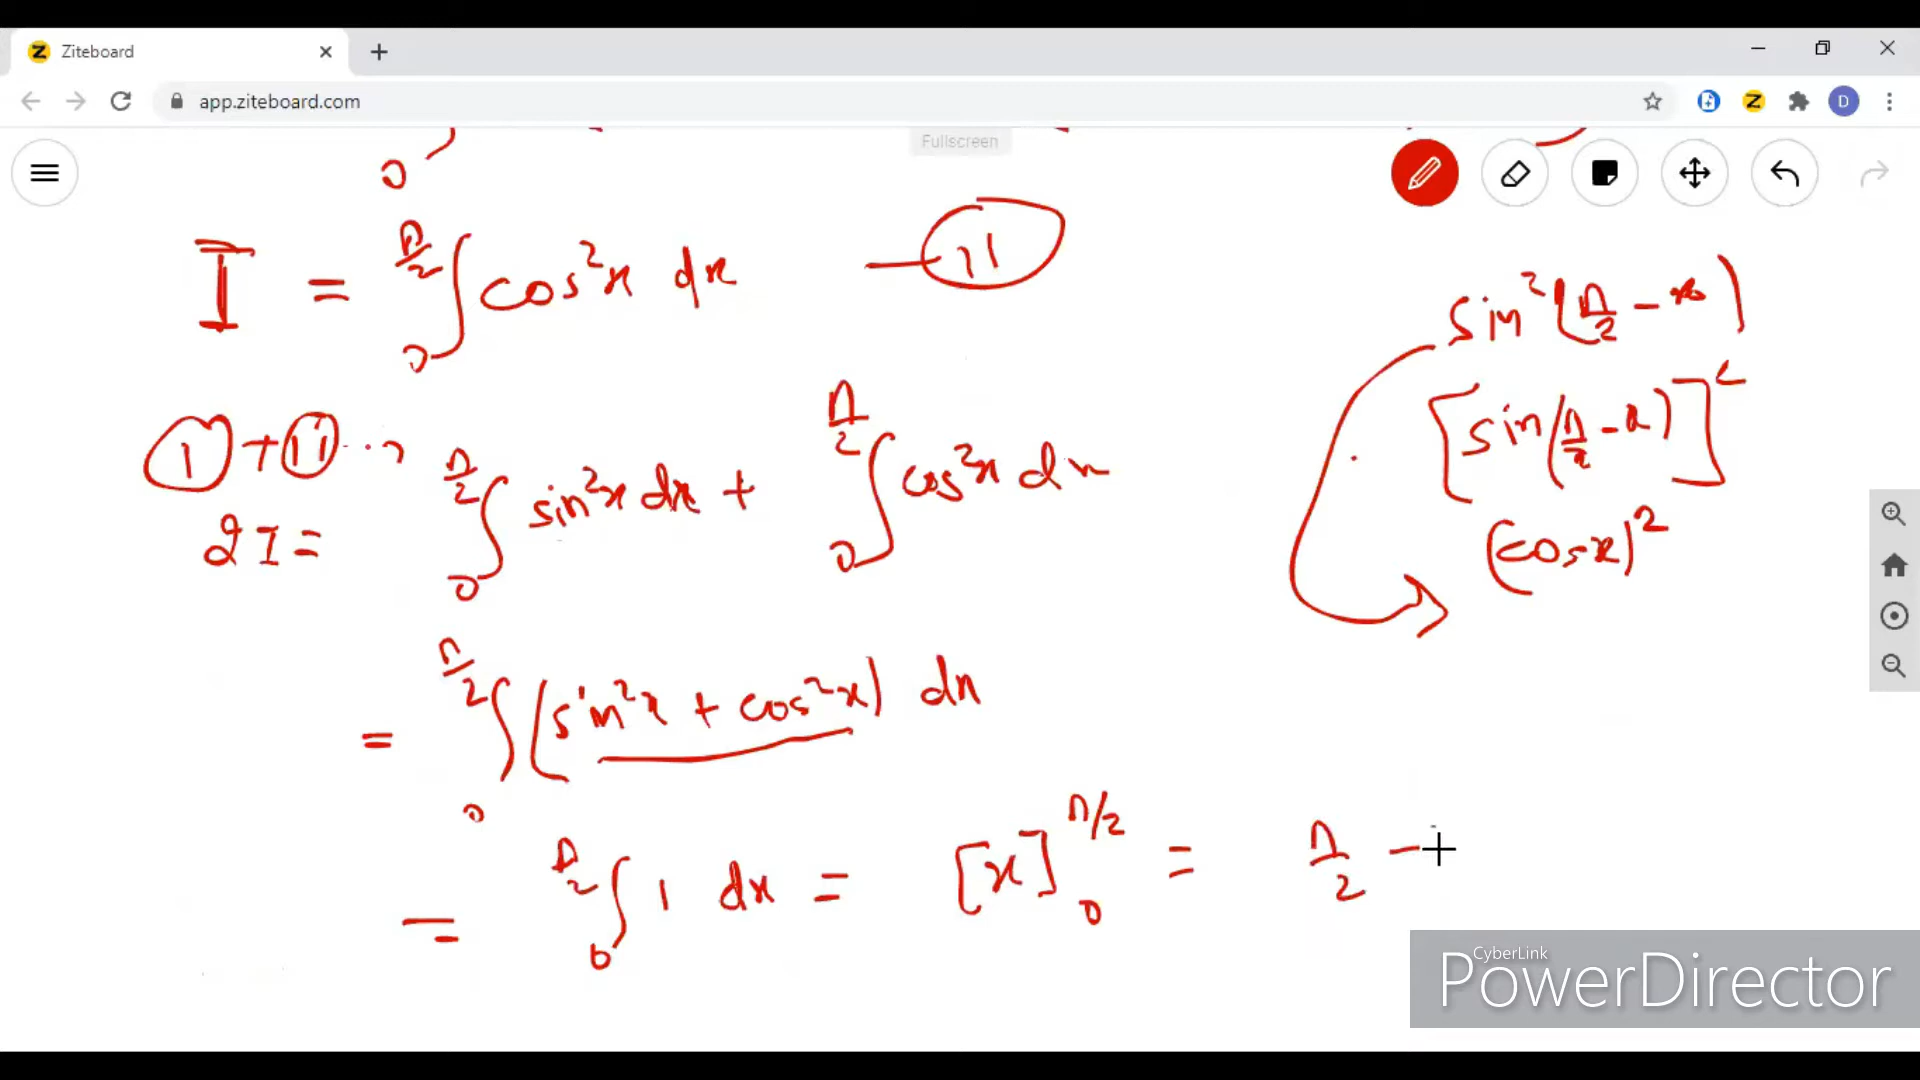 Ziteboard
app.ziteboard.com
Fullscreen
0
I = ∫₀^(π/2) cos²x dx — II
sin²(π/2 - x)
[sin(π/2 - x)]²
(cosx)²
I + II ...
2I = ∫₀^(π/2) sin²x dx + ∫₀^(π/2) cos²x dx
= ∫₀^(π/2) (sin²x + cos²x) dx
= ∫₀^(π/2) 1 dx = [x]₀^(π/2) = π/2 -
CyberLink
PowerDirector